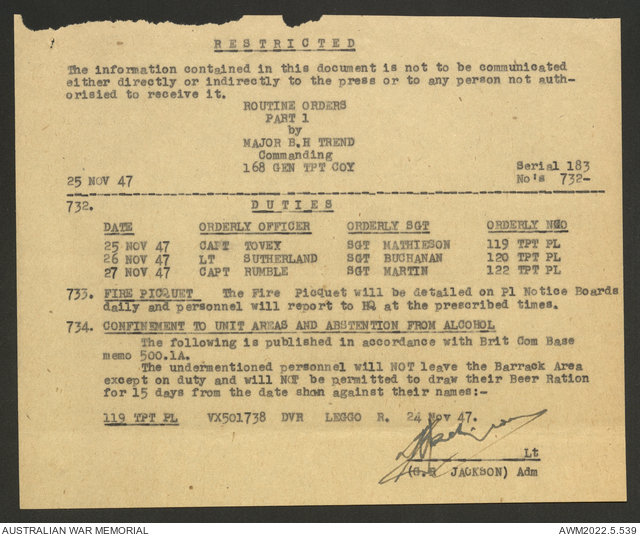 RESTRICTED
The information contained in this document is not to be communicated
either directly or indirectly to the press or to any person not auth-
orisied to receive it.
ROUTINE ORDERS
PART 1
by
MAJOR B.H TREND
Commanding
168 GEN TPT COY
Serial 183
25 NOV 47 No's 732-
732. DUTIES
DATE ORDERLY OFFICER ORDERLY SGT ORDERLY NCO
25 NOV 47 CAPT TOVEY SGT MATHIESON 119 TPT PL
26 NOV 47 LT SUTHERLAND SGT BUCHANAN 120 TPT PL
27 NOV 47 CAPT RUMBLE SGT MARTIN 122 TPT PL
733. FIRE PICQUET The Fire Picquet will be detailed on Pl Notice Boards
daily and personnel will report to HQ at the prescribed times.
734. CONFINEMENT TO UNIT AREAS AND ABSTENTION FROM ALCOHOL
The following is published in accordance with Brit Com Base
memo 500.1A.
The undermentioned personnel will NOT leave the Barrack Area
except on duty and will NOT be permitted to draw their Beer Ration
for 15 days from the date shon against their names:-
119 TPT PL VX501738 DVR LEGGO R. 24 Nov 47.
Lt
(G.R JACKSON) Adm
AUSTRALIAN WAR MEMORIAL AWM2022.5.539